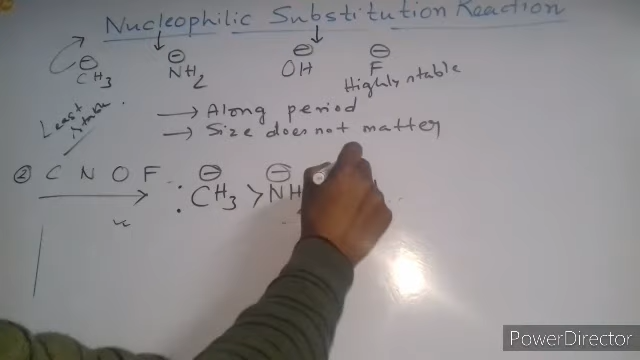 Nucleophilic Substitution Reaction
⊖CH3 ⊖NH2 ⊖OH ⊖F
Least stable
Highly stable
→ Along period
→ Size does not matter
② C N O F
:⊖CH3 > ⊖NH
PowerDirector